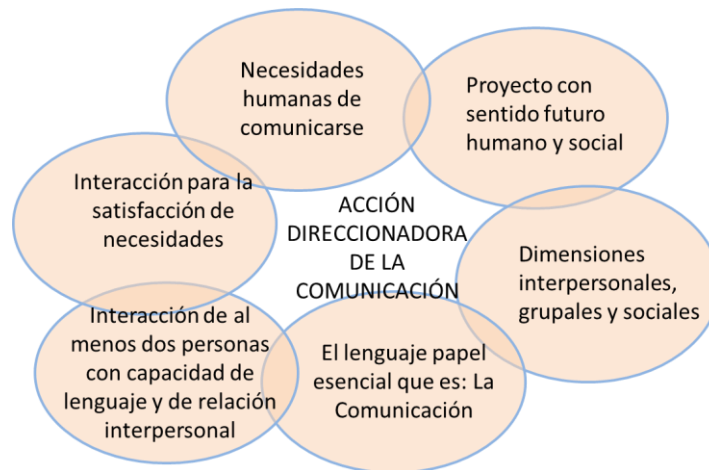 Necesidades
humanas de
comunicarse
Proyecto con
sentido futuro
humano y social
Interacción para la
satisfacción de
necesidades
ACCIÓN
DIRECCIONADORA
DE LA
COMUNICACIÓN
Dimensiones
interpersonales,
grupales y sociales
Interacción de al
menos dos personas
con capacidad de
lenguaje y de relación
interpersonal
El lenguaje papel
esencial que es: La
Comunicación